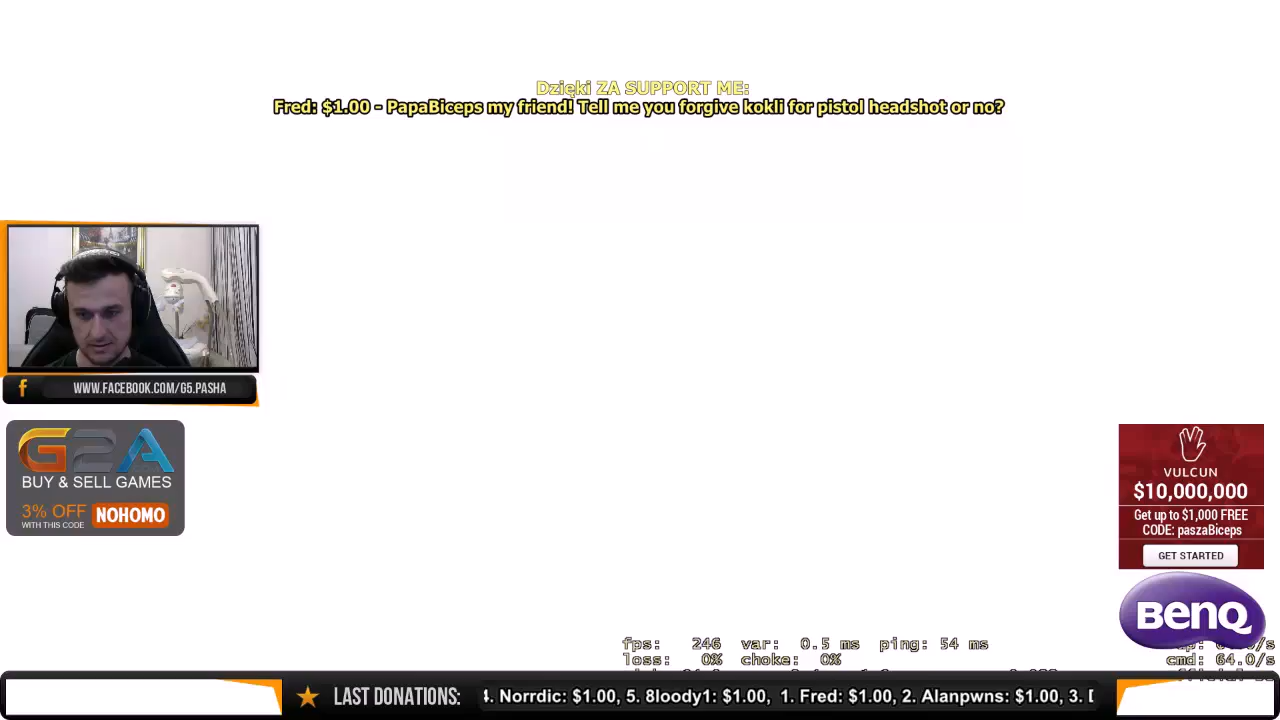 Dzięki ZA SUPPORT ME:
Fred: $1.00 - PapaBiceps my friend! Tell me you forgive kokli for pistol headshot or no?
f WWW.FACEBOOK.COM/G5.PASHA
G2A
BUY & SELL GAMES
3% OFF
WITH THIS CODE
NOHOMO
VULCUN
$10,000,000
Get up to $1,000 FREE
CODE: paszaBiceps
GET STARTED
BenQ
fps: 246 var: 0.5 ms ping: 54 ms
loss: 0% choke: 0%
cmd: 64.0/s
LAST DONATIONS: 4. Norrdic: $1.00, 5. 8loody1: $1.00, 1. Fred: $1.00, 2. Alanpwns: $1.00, 3.